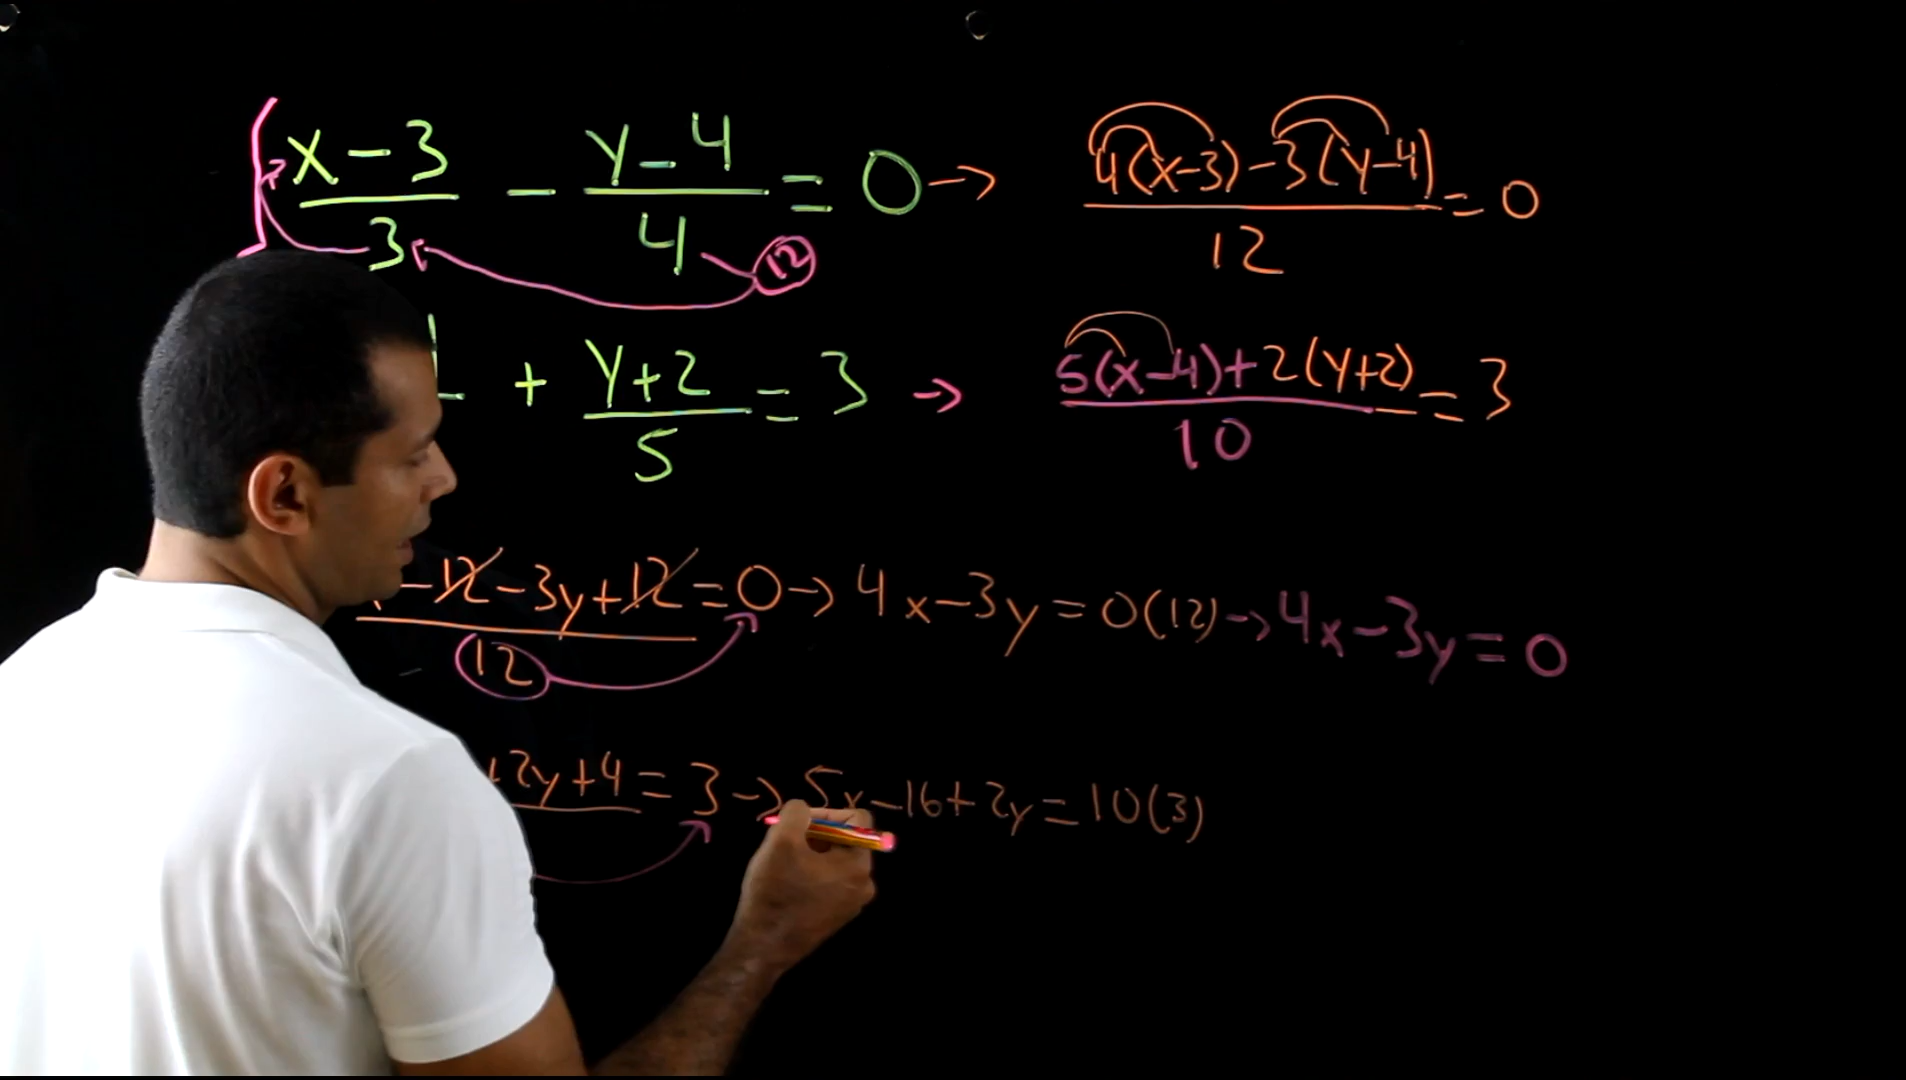 x-3/3 - y-4/4 = 0 → 4(x-3)-3(y-4)/12 = 0
12
+ y+2/5 = 3 → 5(x-4)+2(y+2)/10 = 3
-12-3y+12/12 = 0 → 4x-3y=0(12) → 4x-3y=0
+2y+4 = 3 → 5x-16+2y=10(3)